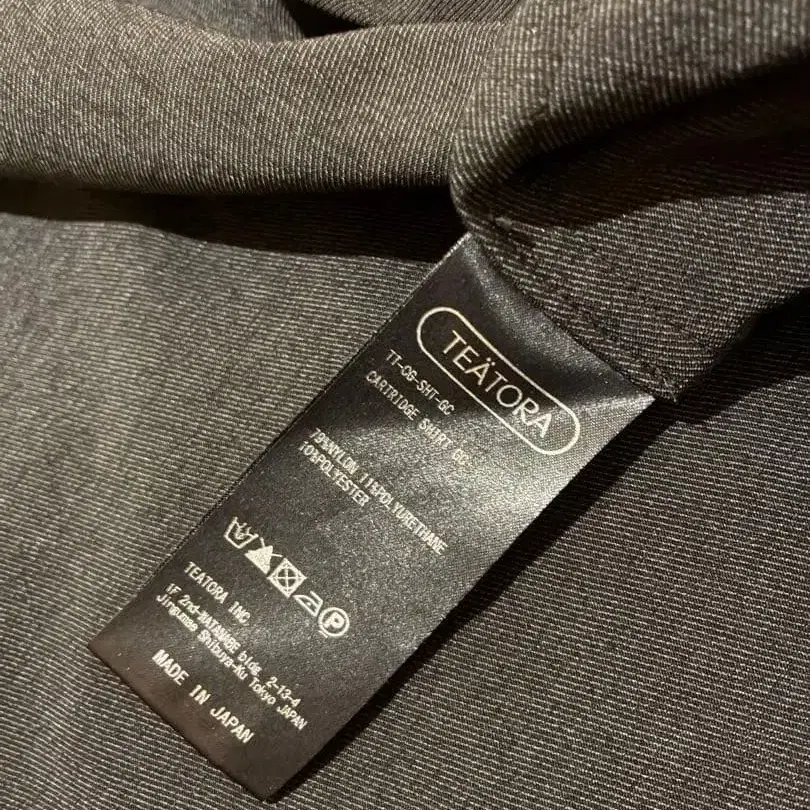 TEÄTORA
TT-CG-SHT-GC
CARTRIDGE SHIRT GC
79%NYLON 11%POLYURETHANE
10%POLYESTER
P
TEATORA INC.
1F 2nd-WATANABE bldg, 2-13-4
Jingumae Shibuya-Ku Tokyo JAPAN
MADE IN JAPAN